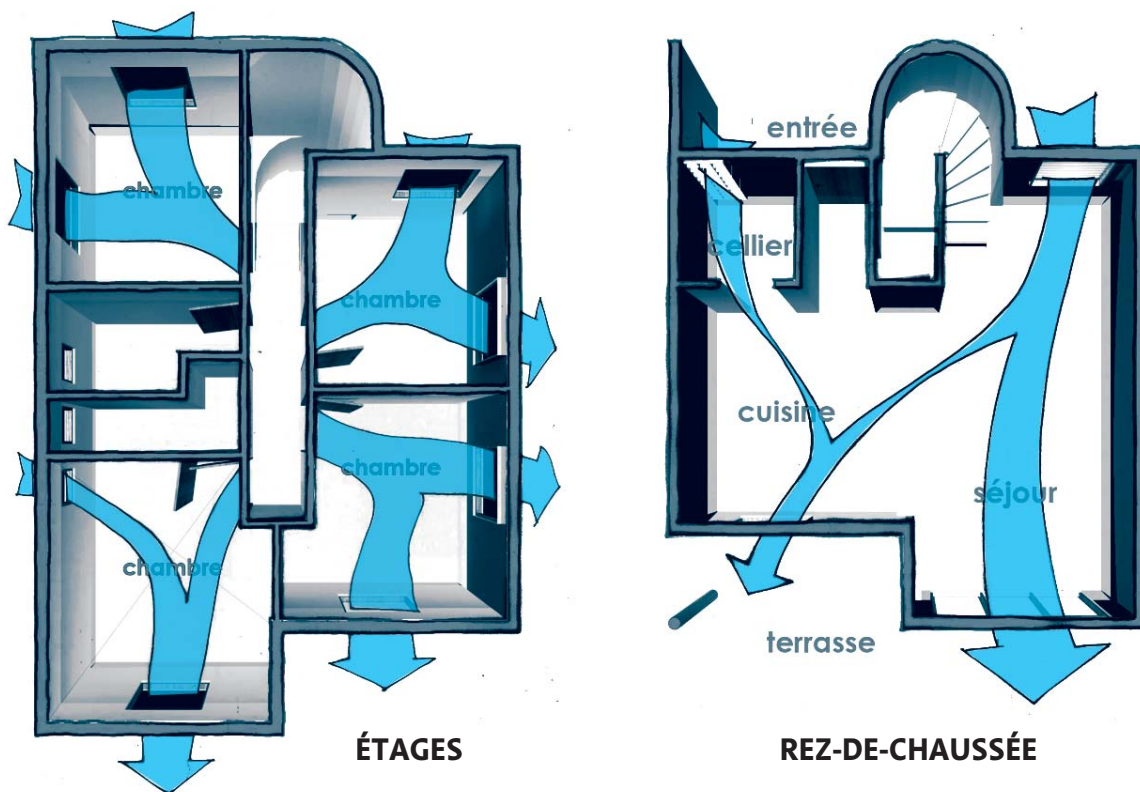 chambre
chambre
chambre
chambre
ÉTAGES
entrée
cellier
cuisine
séjour
terrasse
REZ-DE-CHAUSSÉE